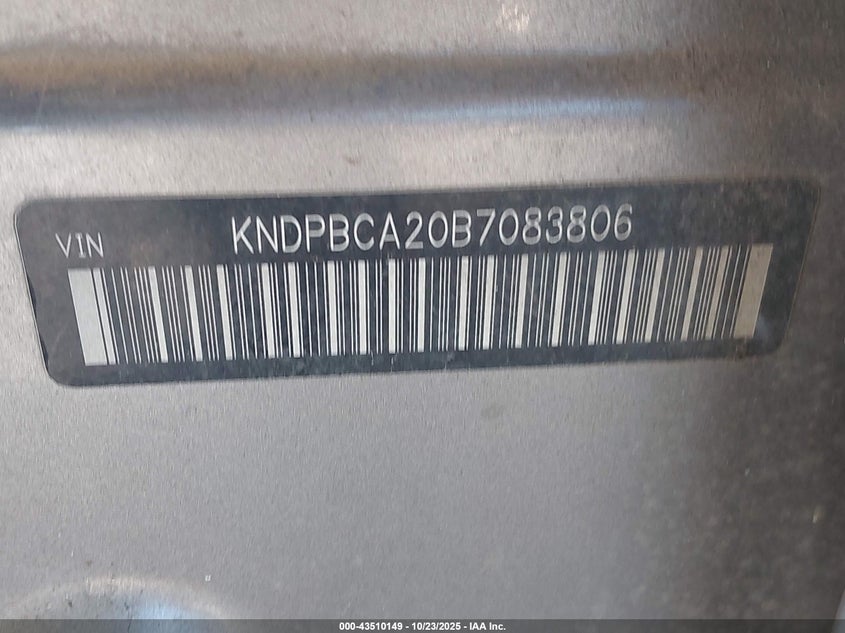 VIN KNDPBCA20B7083806
000-43510149 - 10/23/2025 - IAA Inc.